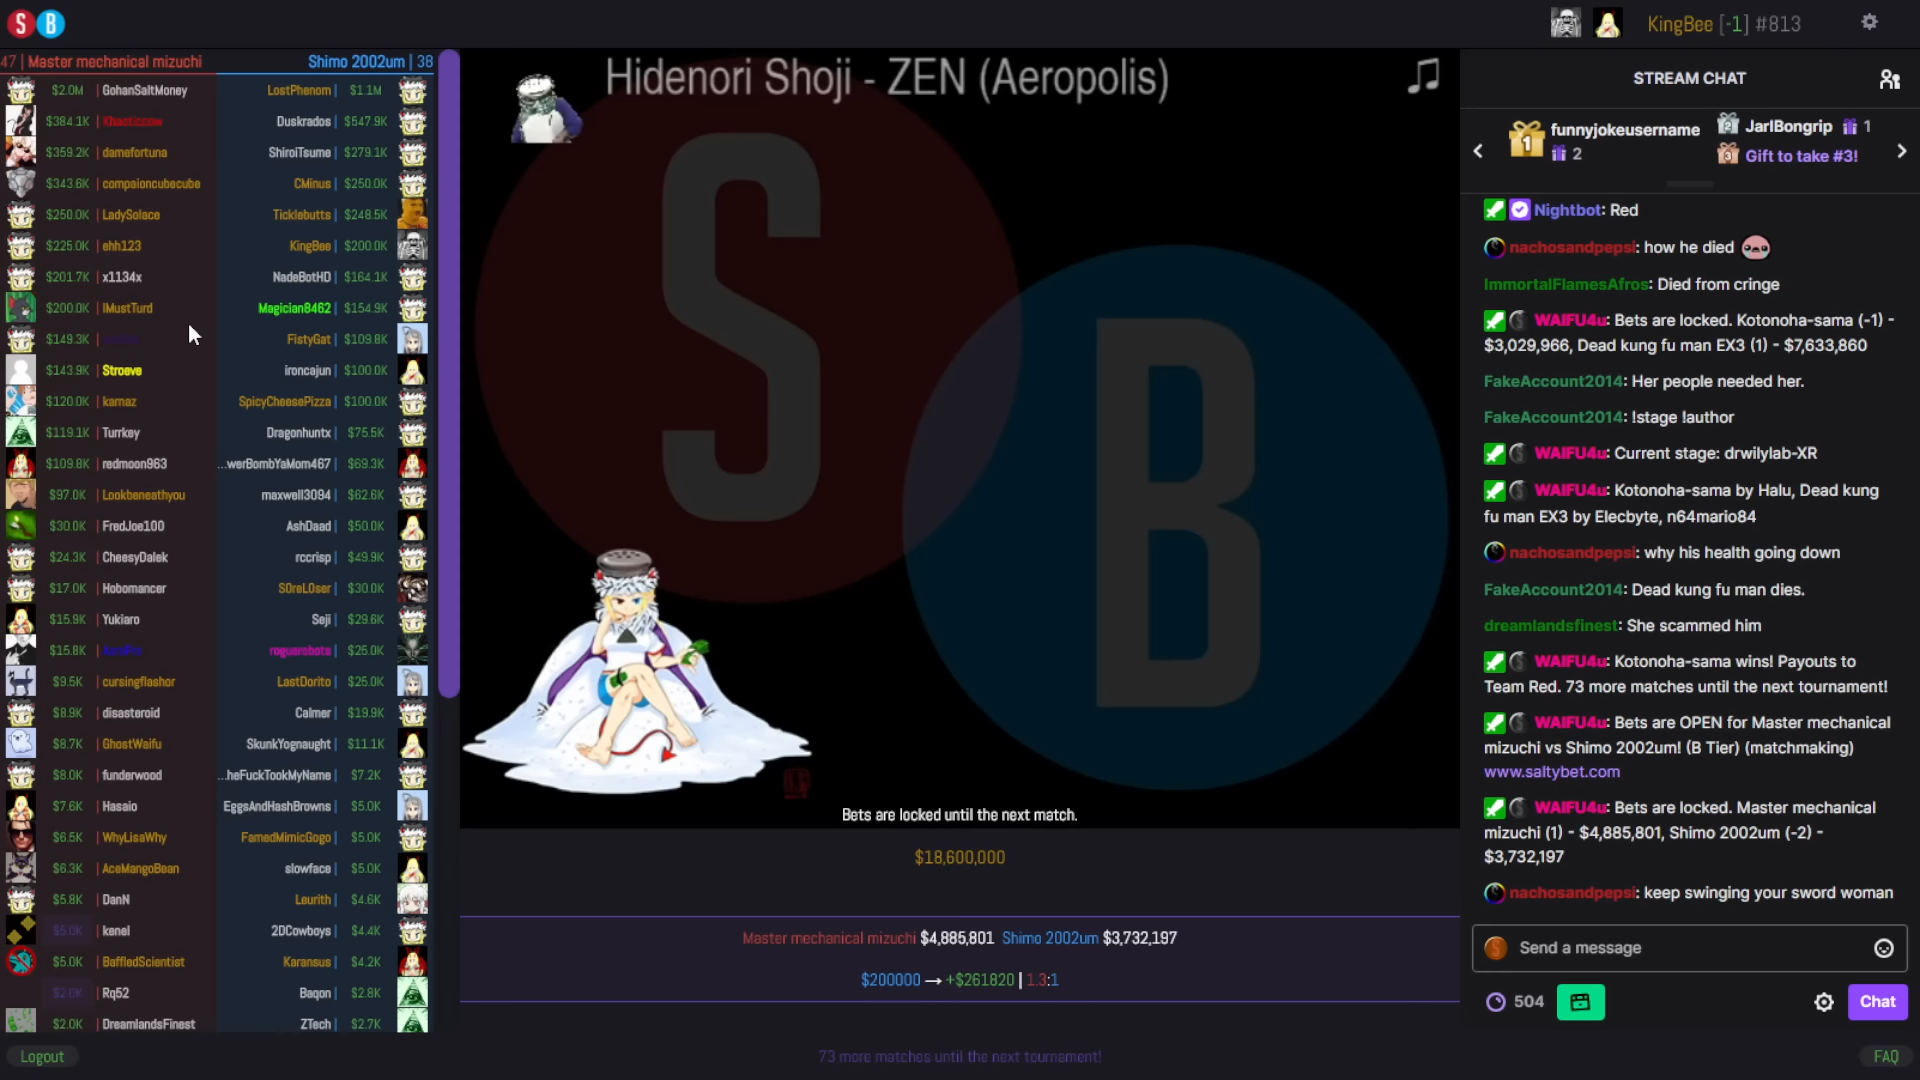 S B
KingBee [-1] #813
47 | Master mechanical mizuchi
Shimo 2002um | 38
$2.0M | GohanSaltMoney
LostPhenom | $1.1M
$384.1K | Khasticcow
Duskrados | $547.9K
$359.2K | damefortuna
ShiroiTsume | $279.1K
$343.6K | compaioncubecube
CMinus | $250.0K
$250.0K | LadySolace
Ticklebutts | $248.5K
$225.0K | ehh123
KingBee | $200.0K
$201.7K | x1134x
NadeBotHD | $164.1K
$200.0K | IMustTurd
Magician8462 | $154.9K
$149.3K |
FistyGat | $109.8K
$143.9K | Stroeve
ironcajun | $100.0K
$120.0K | kamaz
SpicyCheesePizza | $100.0K
$119.1K | Turrkey
Dragonhuntx | $75.5K
$109.8K | redmoon963
...werBombYaMom467 | $69.3K
$97.0K | Lookbeneathyou
maxwell3094 | $62.6K
$30.0K | FredJoe100
AshDaad | $50.0K
$24.3K | CheesyDalek
rccrisp | $49.9K
$17.0K | Hobomancer
S0reL0ser | $30.0K
$15.9K | Yukiaro
Seji | $29.6K
$15.8K |
roguerobots | $25.0K
$9.5K | cursingflashor
LastDorito | $25.0K
$8.9K | disasteroid
Calmer | $19.9K
$8.7K | GhostWaifu
SkunkYognaught | $11.1K
$8.0K | funderwood
...heFuckTookMyName | $7.2K
$7.6K | Hasaio
EggsAndHashBrowns | $5.0K
$6.5K | WhyLisaWhy
FamedMimicGogo | $5.0K
$6.3K | AceMangoBean
slowface | $5.0K
$5.8K | DanN
Leurith | $4.6K
$5.0K | kenel
2DCowboys | $4.4K
$5.0K | BaffledScientist
Karansus | $4.2K
$2.0K | Rq52
Baqon | $2.8K
$2.0K | DreamlandsFinest
ZTech | $2.7K
Logout
Hidenori Shoji - ZEN (Aeropolis)
S
B
Bets are locked until the next match.
$18,600,000
Master mechanical mizuchi $4,885,801 Shimo 2002um $3,732,197
$200000 → +$261820 | 1.3:1
73 more matches until the next tournament!
STREAM CHAT
1 funnyjokeusername
2
2 JarlBongrip 1
3 Gift to take #3!
Nightbot: Red
nachosandpepsi: how he died
ImmortalFlamesAfros: Died from cringe
WAIFU4u: Bets are locked. Kotonoha-sama (-1) -
$3,029,966, Dead kung fu man EX3 (1) - $7,633,860
FakeAccount2014: Her people needed her.
FakeAccount2014: !stage !author
WAIFU4u: Current stage: drwilylab-XR
WAIFU4u: Kotonoha-sama by Halu, Dead kung
fu man EX3 by Elecbyte, n64mario84
nachosandpepsi: why his health going down
FakeAccount2014: Dead kung fu man dies.
dreamlandsfinest: She scammed him
WAIFU4u: Kotonoha-sama wins! Payouts to
Team Red. 73 more matches until the next tournament!
WAIFU4u: Bets are OPEN for Master mechanical
mizuchi vs Shimo 2002um! (B Tier) (matchmaking)
www.saltybet.com
WAIFU4u: Bets are locked. Master mechanical
mizuchi (1) - $4,885,801, Shimo 2002um (-2) -
$3,732,197
nachosandpepsi: keep swinging your sword woman
S Send a message
504
Chat
FAQ